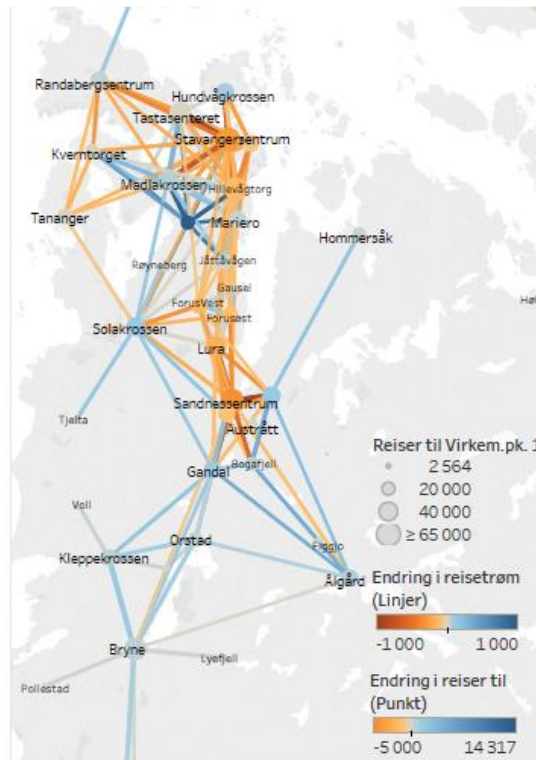 Randabergsentrum
Hundvågkrossen
Tastasenteret
Stavangersentrum
Kverntorget
Madlakrossen
Hillevågtorg
Tananger
Mariero
Hommersåk
Røyneberg
Jåttåvågen
Gausel
ForusVest
Forusøst
Solakrossen
Lura
Sandnessentrum
Austrått
Tjelta
Gandal
Bogafjell
Reiser til Virkem.pk. 1
2 564
20 000
40 000
≥ 65 000
Voll
Orstad
Figgjo
Kleppekrossen
Ålgård
Endring i reisetrøm
(Linjer)
-1 000
1 000
Bryne
Lyefjell
Pollestad
Endring i reiser til
(Punkt)
-5 000
14 317